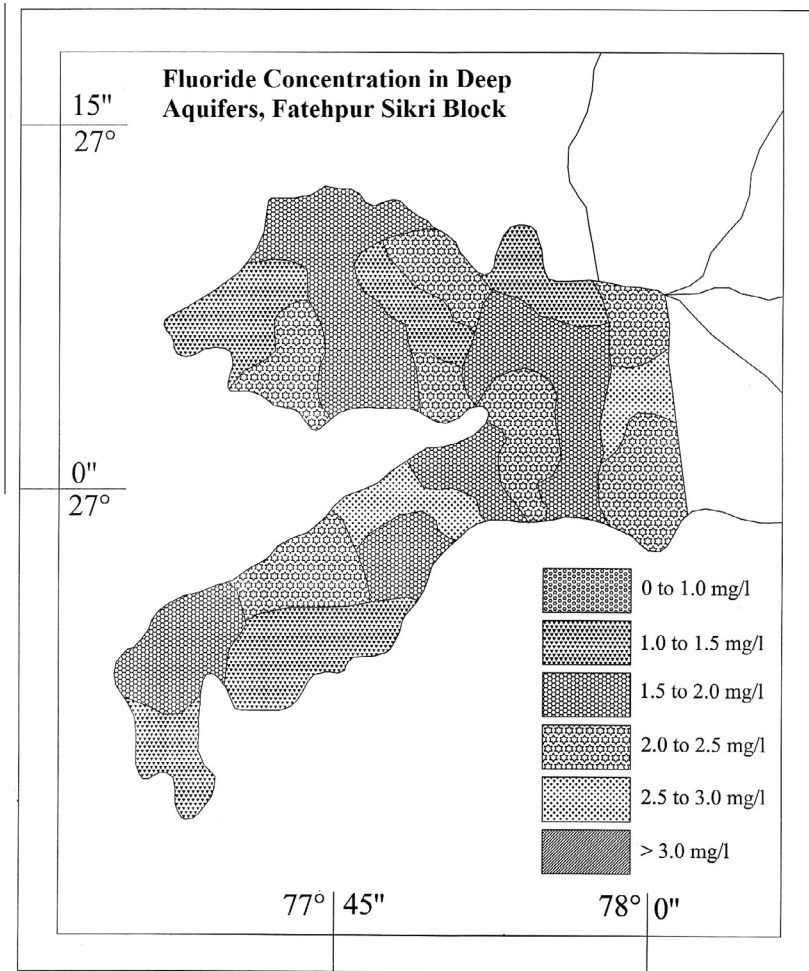 Fluoride Concentration in Deep
Aquifers, Fatehpur Sikri Block
15"
27°
0"
27°
0 to 1.0 mg/l
1.0 to 1.5 mg/l
1.5 to 2.0 mg/l
2.0 to 2.5 mg/l
2.5 to 3.0 mg/l
> 3.0 mg/l
77° 45" 78° 0"